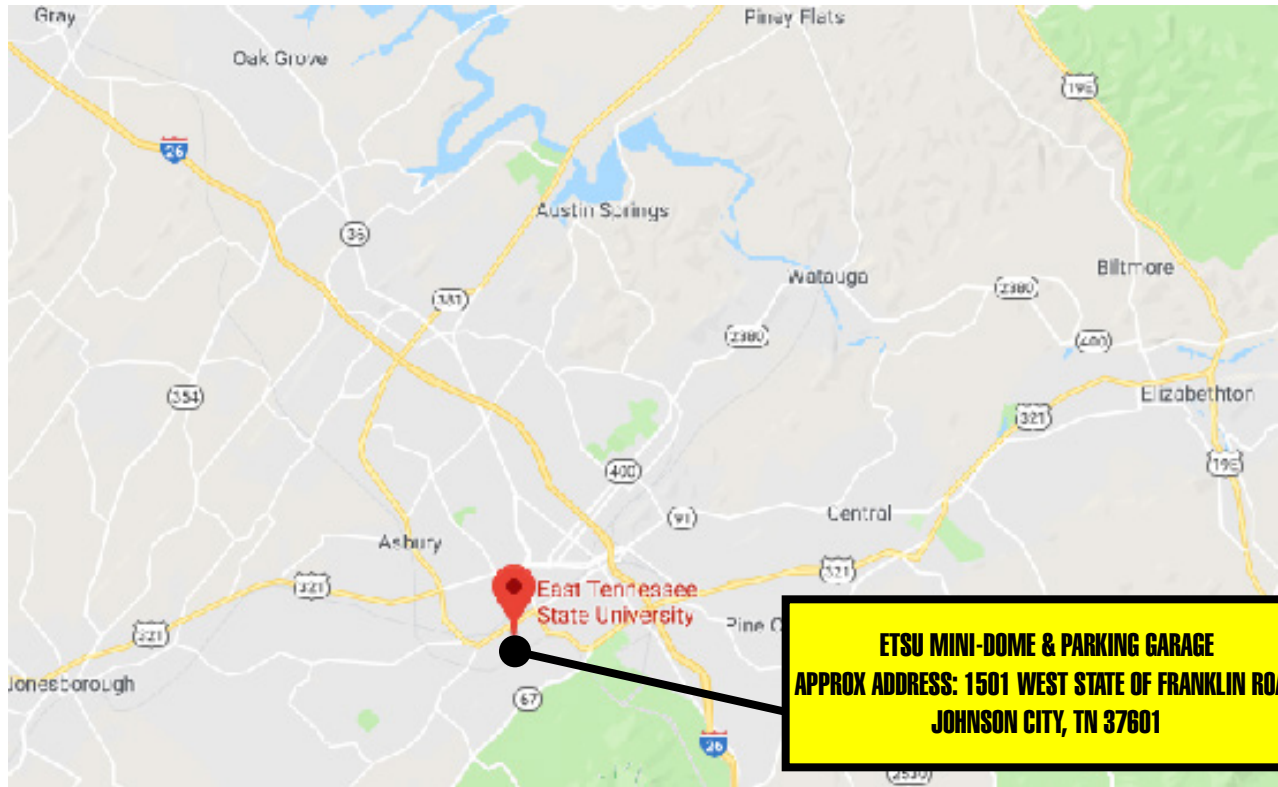 Gray
Piney Flats
Oak Grove
19E
26
36
Austin Springs
381
Watauga
Biltmore
2380
2380
400
354
Elizabethton
321
400
19E
91
Central
Asbury
321
321
East Tennessee
State University
321
Pine
Jonesborough
67
26
ETSU MINI-DOME & PARKING GARAGE
APPROX ADDRESS: 1501 WEST STATE OF FRANKLIN ROA
JOHNSON CITY, TN 37601